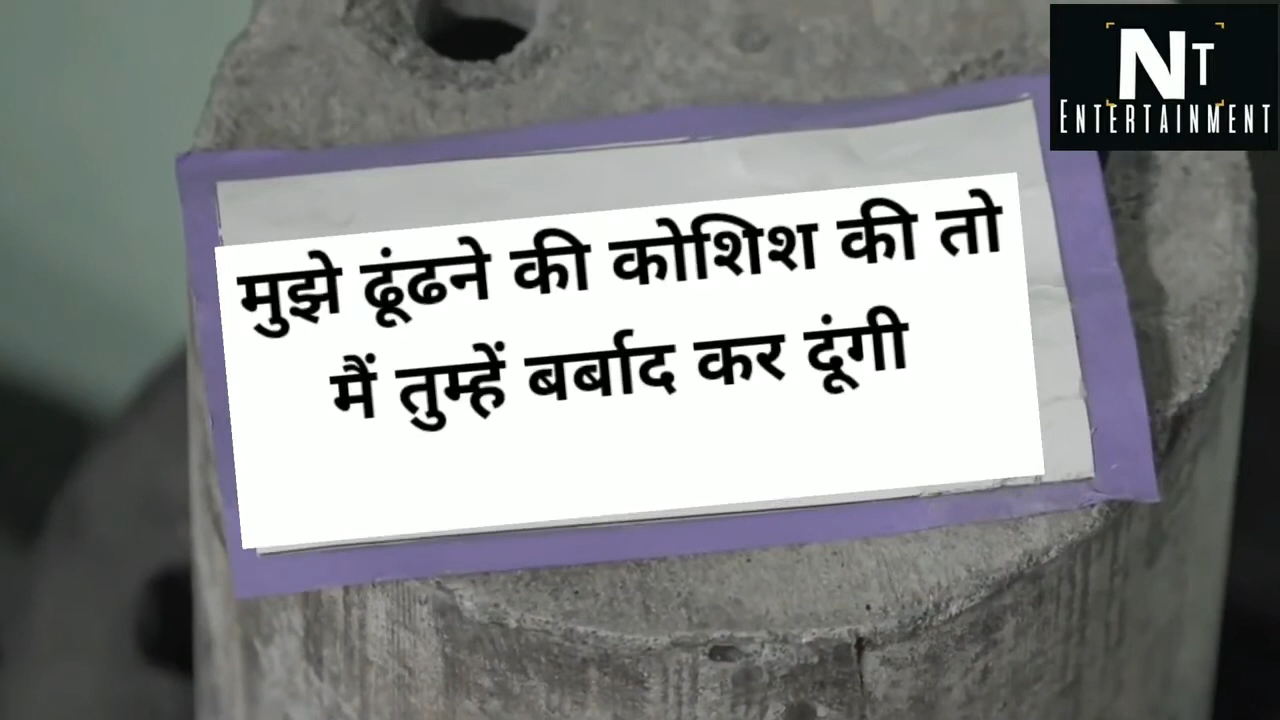 NT
ENTERTAINMENT
मुझे ढूंढने की कोशिश की तो
मैं तुम्हें बर्बाद कर दूंगी